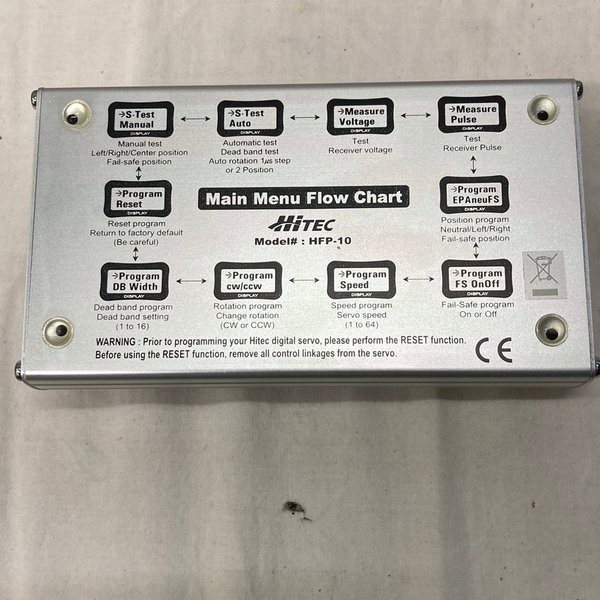 →S-Test
Manual
DISPLAY
Manual test
Left/Right/Center position
Fail-safe position
→S-Test
Auto
DISPLAY
Automatic test
Dead band test
Auto rotation 1μs step
or 2 Position
→Measure
Voltage
DISPLAY
Test
Receiver voltage
→Measure
Pulse
DISPLAY
Test
Receiver Pulse
→Program
Reset
DISPLAY
Reset program
Return to factory default
(Be careful)
Main Menu Flow Chart
HiTEC
Model# : HFP-10
→Program
EPAneuFS
DISPLAY
Position program
Neutral/Left/Right
Fail-safe position
→Program
DB Width
DISPLAY
Dead band program
Dead band setting
(1 to 16)
→Program
cw/ccw
DISPLAY
Rotation program
Change rotation
(CW or CCW)
→Program
Speed
DISPLAY
Speed program
Servo speed
(1 to 64)
→Program
FS OnOff
DISPLAY
Fail-Safe program
On or Off
WARNING : Prior to programming your Hitec digital servo, please perform the RESET function.
Before using the RESET function, remove all control linkages from the servo.
CE